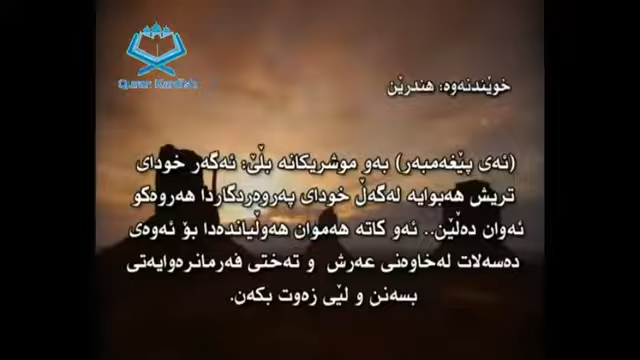 Quran Kurdish
خوێندنەوە: هندرێن
(ئەی پێغەمبەر) بەو موشریکانە بڵێ: ئەگەر خودای
تریش هەبوایە لەگەڵ خودای پەروەردگاردا هەروەکو
ئەوان دەڵێن.. ئەو کاتە هەموان هەوڵیاندەدا بۆ ئەوەی
دەسەلات لەخاوەنی عەرش و تەختی فەرمانرەوایەتی
بسەنن و لێی زەوت بکەن.